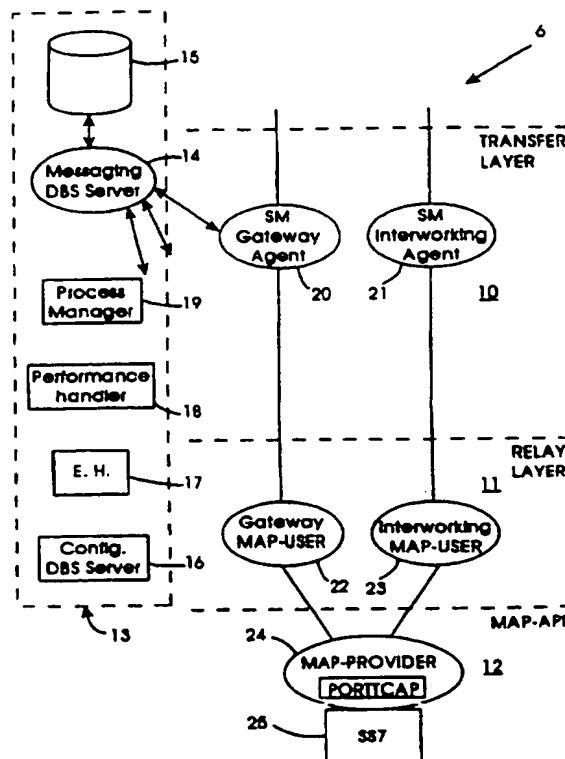 6
15
TRANSFER
LAYER
14
Messaging
DBS Server
SM
Gateway
Agent
SM
Interworking
Agent
20
21
10
Process
Manager
19
Performance
handler
18
RELAY
LAYER
E. H.
17
11
Gateway
MAP-USER
Interworking
MAP-USER
Config.
DBS Server
16
22
23
13
MAP-API
24
MAP-PROVIDER
12
PORTTCAP
25
SS7